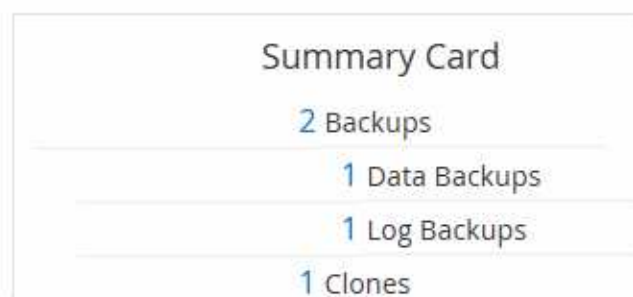 Summary Card
2 Backups
1 Data Backups
1 Log Backups
1 Clones